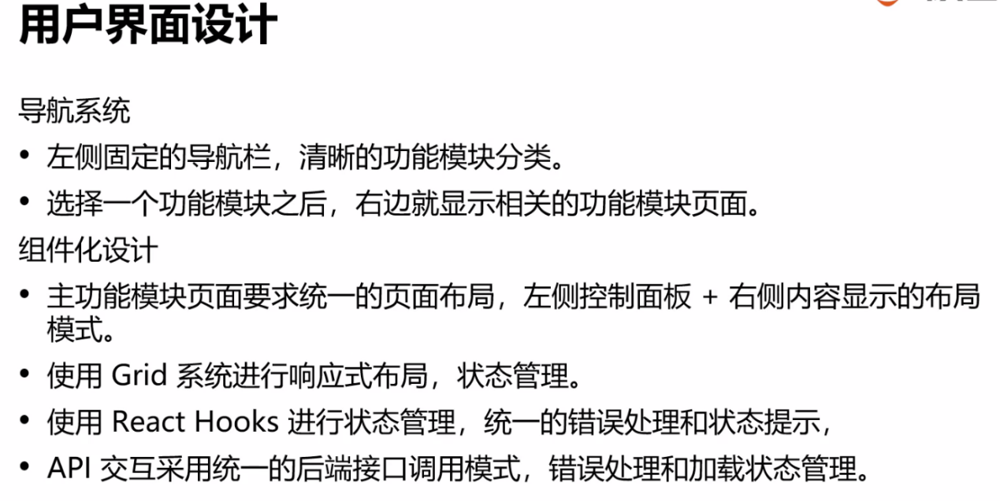 用户界面设计
导航系统
• 左侧固定的导航栏，清晰的功能模块分类。
• 选择一个功能模块之后，右边就显示相关的功能模块页面。
组件化设计
• 主功能模块页面要求统一的页面布局，左侧控制面板 + 右侧内容显示的布局
模式。
• 使用 Grid 系统进行响应式布局，状态管理。
• 使用 React Hooks 进行状态管理，统一的错误处理和状态提示，
• API 交互采用统一的后端接口调用模式，错误处理和加载状态管理。